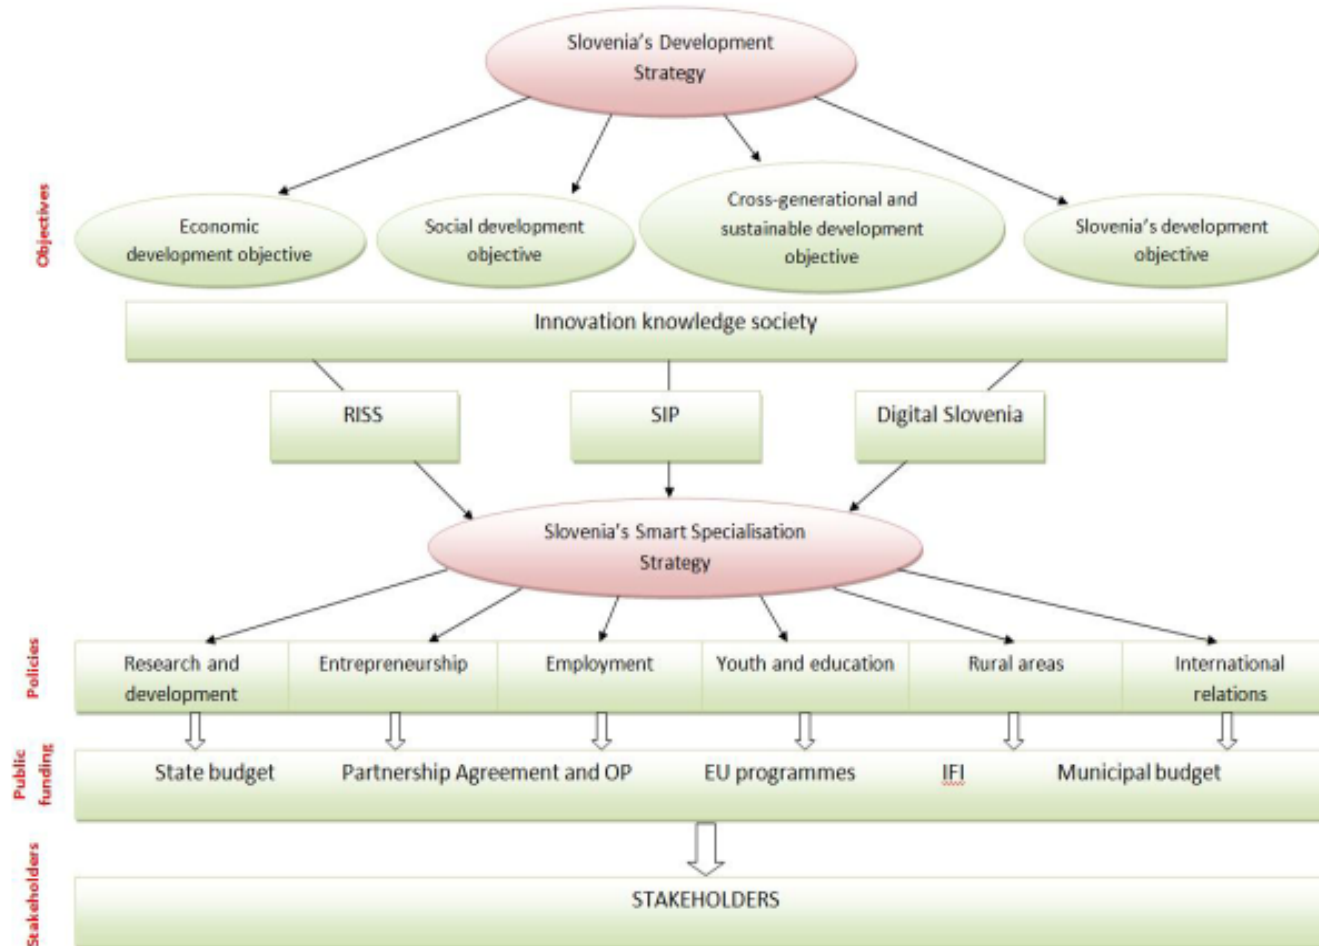 Slovenia's Development
Strategy
Objectives
Economic
development objective
Social development
objective
Cross-generational and
sustainable development
objective
Slovenia's development
objective
Innovation knowledge society
RISS
SIP
Digital Slovenia
Slovenia's Smart Specialisation
Strategy
Policies
Research and
development
Entrepreneurship
Employment
Youth and education
Rural areas
International
relations
Public
funding
State budget
Partnership Agreement and OP
EU programmes
IFI
Municipal budget
Stakeholders
STAKEHOLDERS